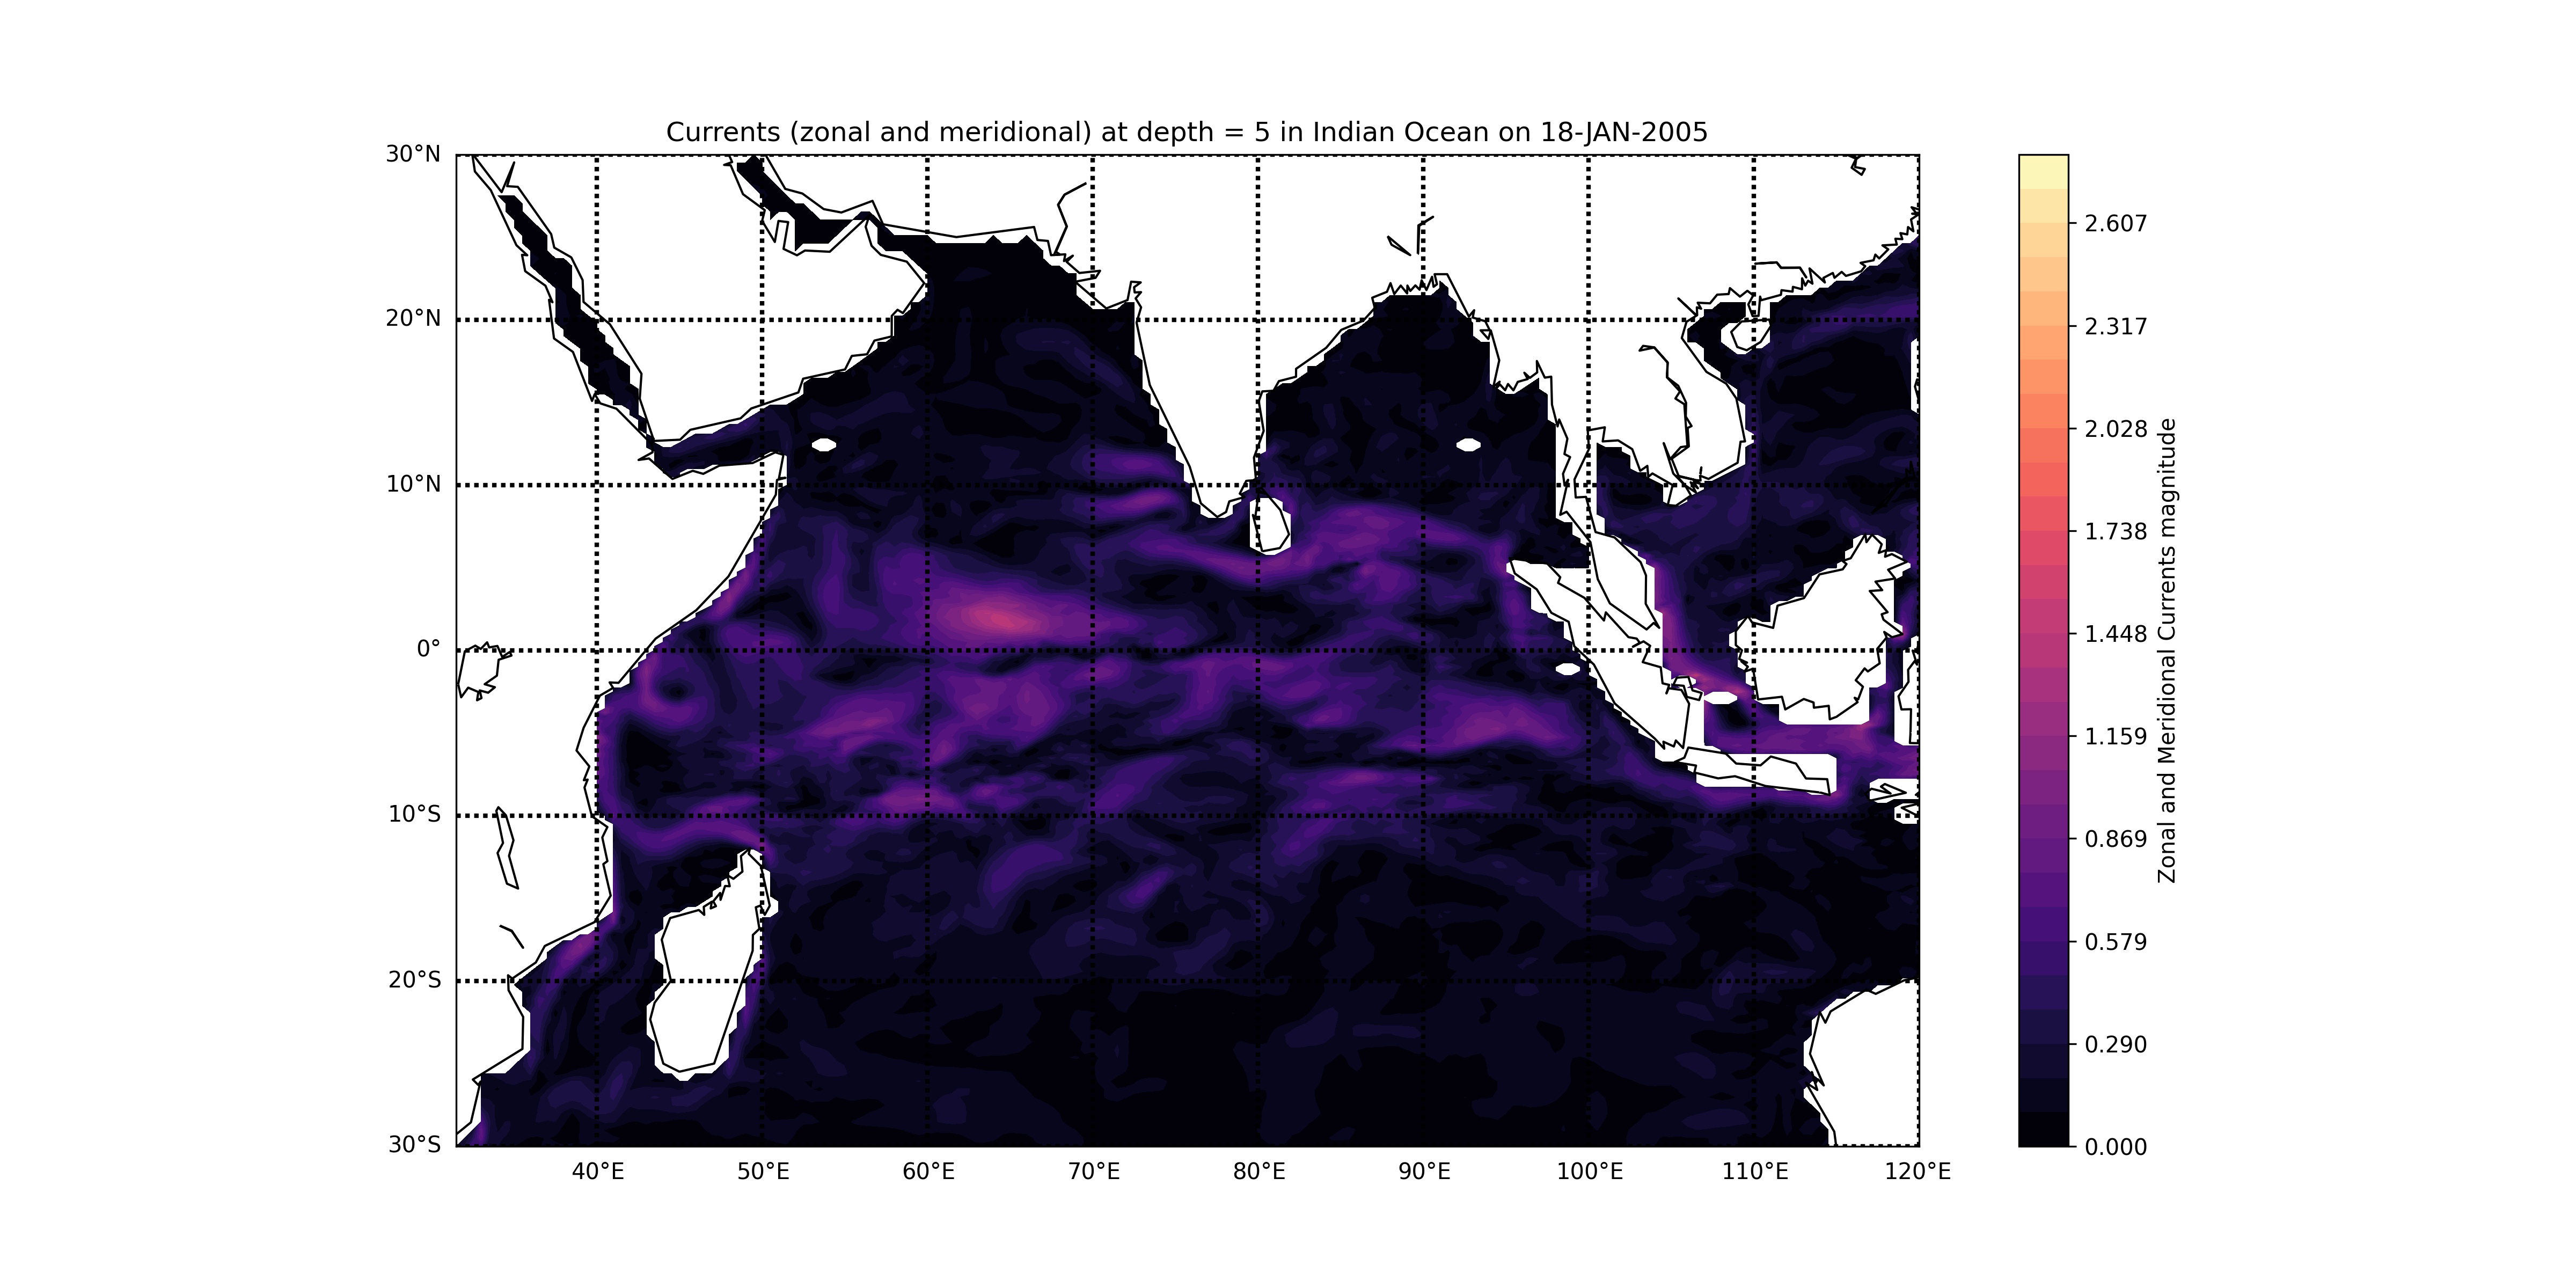 Currents (zonal and meridional) at depth = 5 in Indian Ocean on 18-JAN-2005
30°N
20°N
10°N
0°
10°S
20°S
30°S
40°E 50°E 60°E 70°E 80°E 90°E 100°E 110°E 120°E
2.607
2.317
2.028
1.738
1.448
1.159
0.869
0.579
0.290
0.000
Zonal and Meridional Currents magnitude